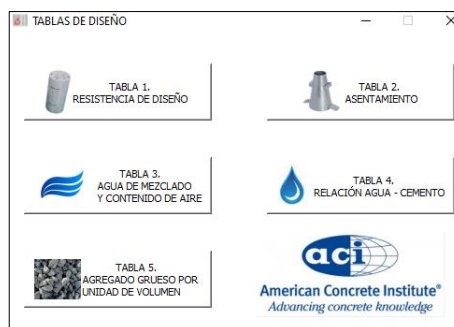 TABLAS DE DISEÑO
TABLA 1.
RESISTENCIA DE DISEÑO
TABLA 2.
ASENTAMIENTO
TABLA 3.
AGUA DE MEZCLADO
Y CONTENIDO DE AIRE
TABLA 4.
RELACIÓN AGUA - CEMENTO
TABLA 5.
AGREGADO GRUESO POR
UNIDAD DE VOLUMEN
aci
American Concrete Institute®
Advancing concrete knowledge